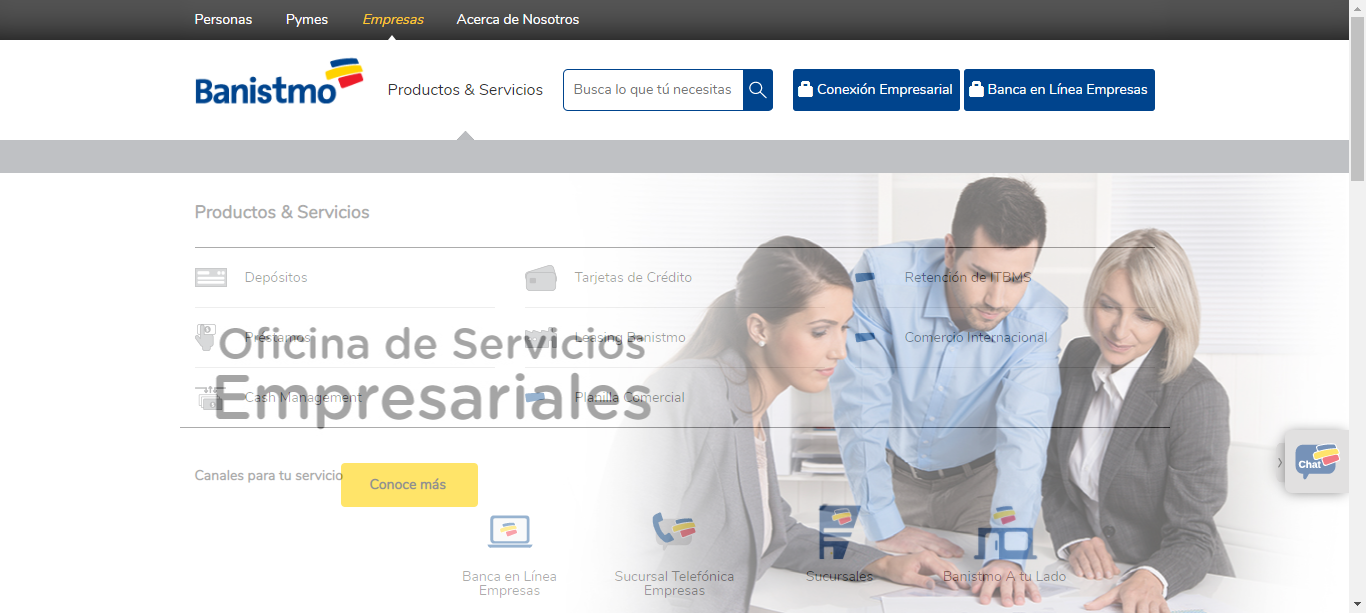 Personas
Pymes
Empresas
Acerca de Nosotros
Banistmo
Productos & Servicios
Busca lo que tú necesitas
Conexión Empresarial
Banca en Línea Empresas
Productos & Servicios
Depósitos
Tarjetas de Crédito
Retención de ITBMS
Préstamos
Leasing Banistmo
Comercio Internacional
Oficina de Servicios
Empresariales
Cash Management
Planilla Comercial
Canales para tu servicio
Conoce más
Chat
Banca en Línea
Empresas
Sucursal Telefónica
Empresas
Sucursales
Banistmo A tu Lado